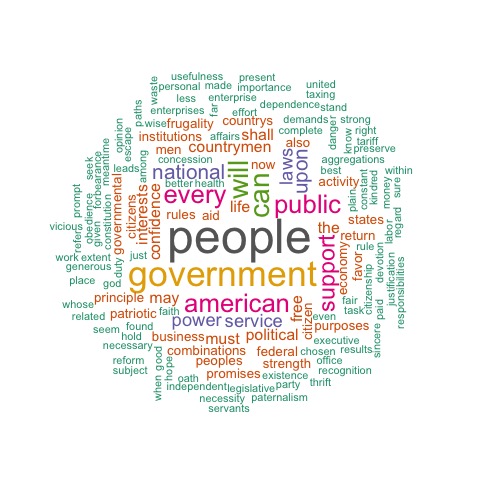 usefulness
present
personal made importance united
waste
less enterprise taxing
enterprises far effort dependence stand
paths
wise frugality countrys demands strong
opinion
institutions affairs shall complete danger know right
escape
men countrymen also tariff
preserve
among
concession now laws aggregations
seek
leads
national will upon best within
meantime
better health activity
prompt
forbearance
governmental
every can public plain constant kindred money sure
obedience
given
constitution
citizens
interests
confidence
rules aid life states
vicious
refers
people the return
support
economy
rule devotion labor regard
work extent
just
favor
citizenship
justification
responsibilities
generous
duty
government
place
god
principle may american free fair paid
whose
faith
citizen
even task
related
patriotic power service purposes sincere
seem found
hold business must political executive
necessary
combinations federal chosen results
reform
when good
hope
peoples strength office
subject
oath promises existence recognition
independent legislative party thrift
necessity paternalism
servants